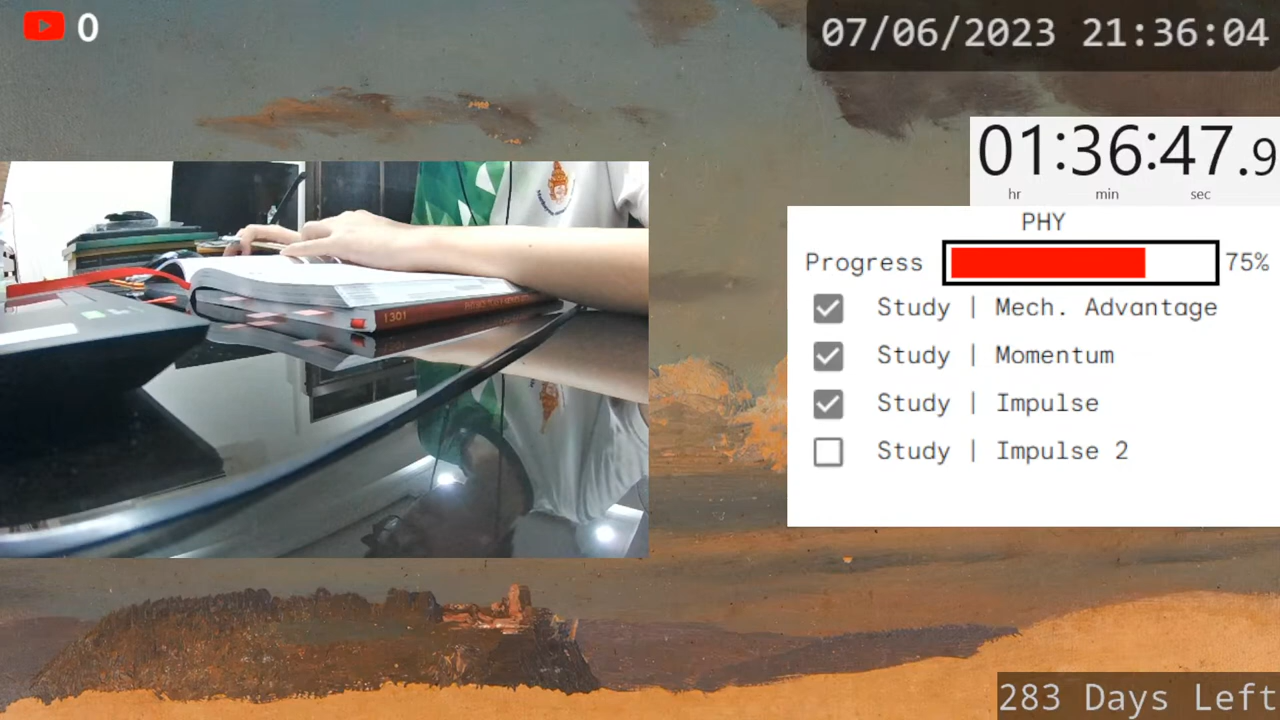 0
07/06/2023 21:36:04
01:36:47.9
hr min sec
PHY
Progress 75%
Study | Mech. Advantage
Study | Momentum
Study | Impulse
Study | Impulse 2
1301
283 Days Left